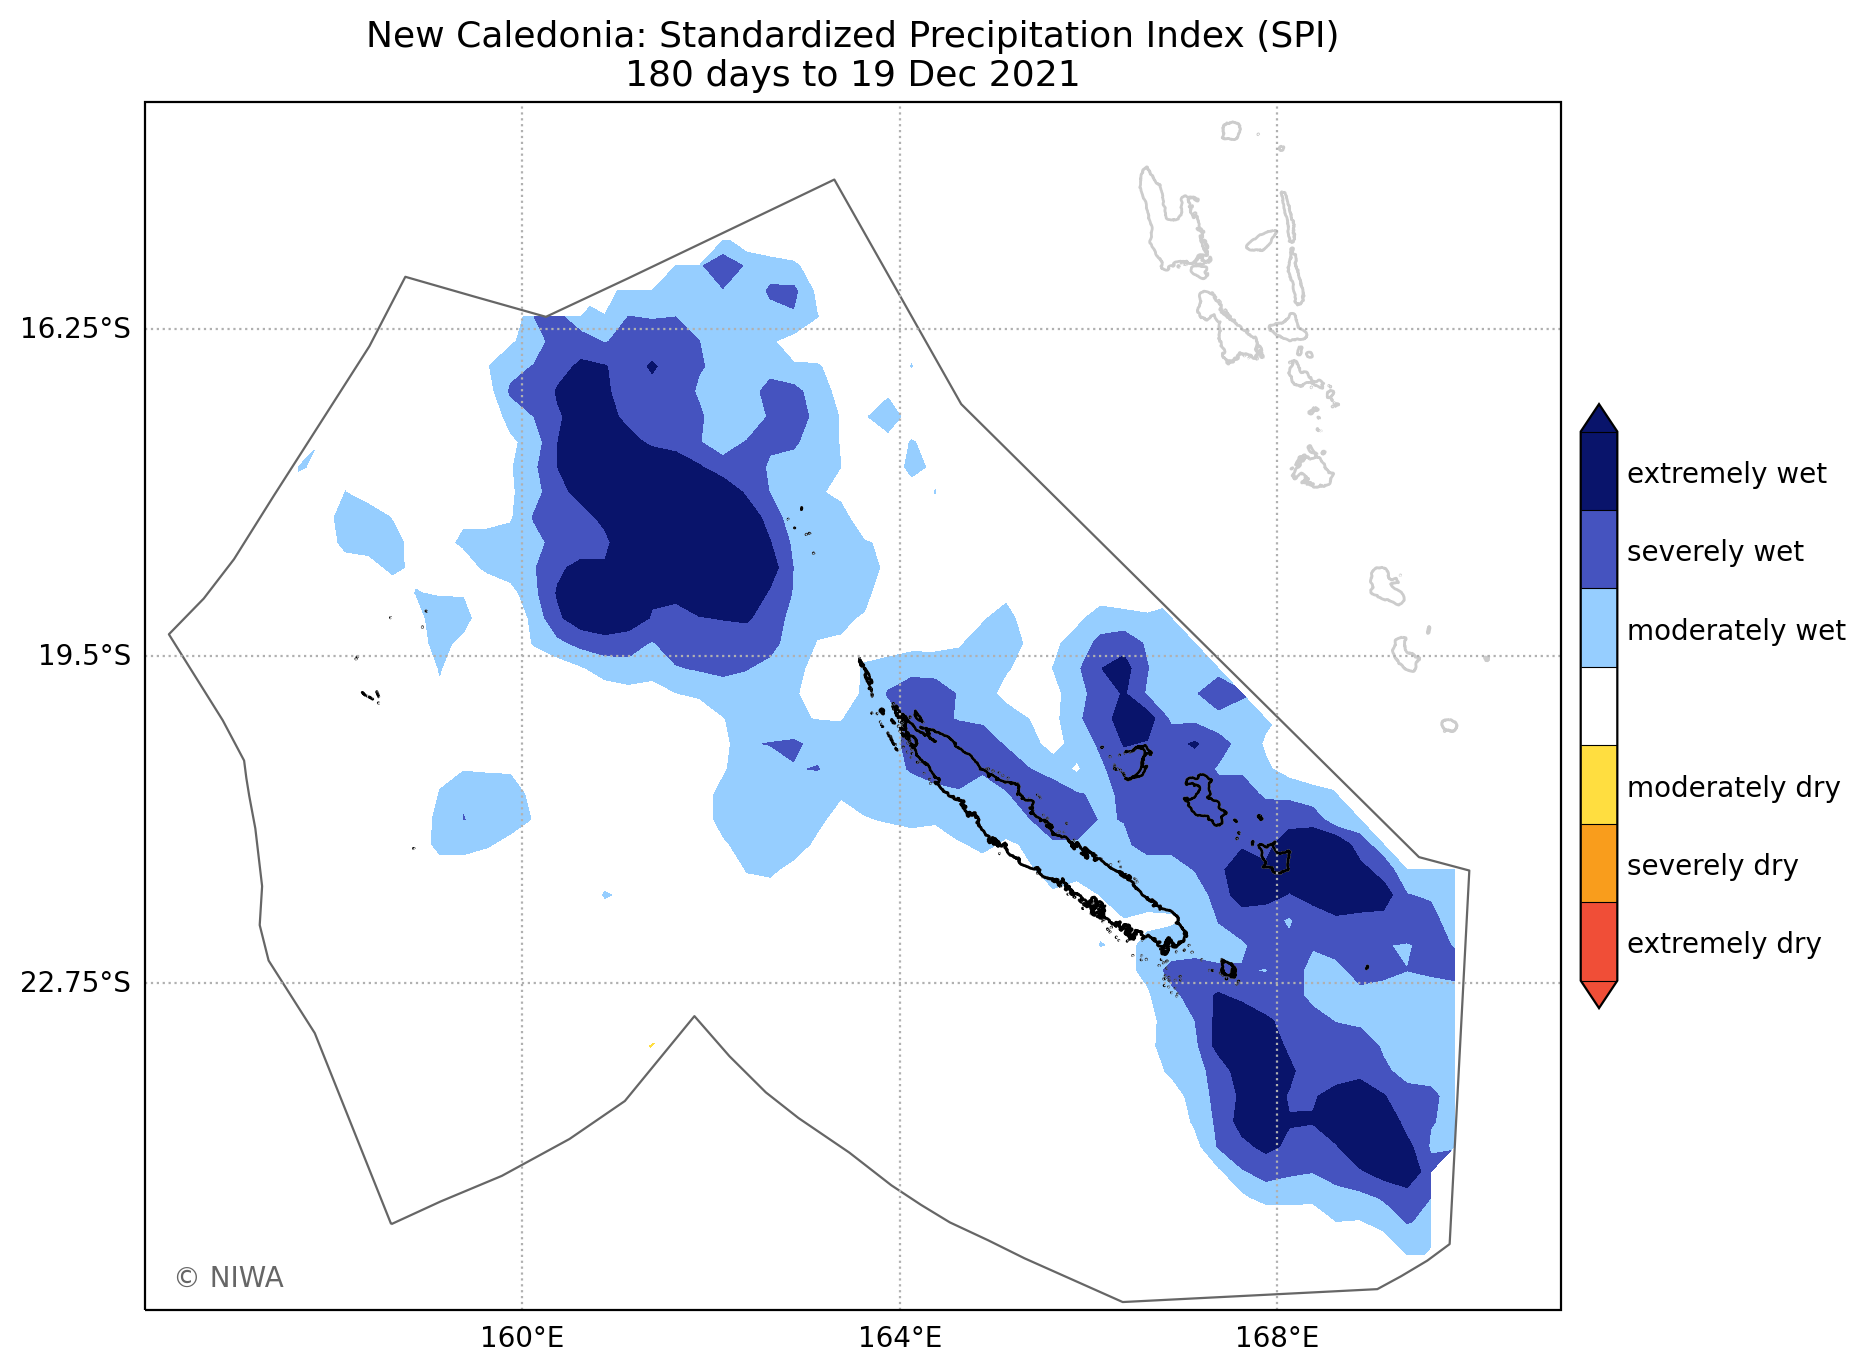 New Caledonia: Standardized Precipitation Index (SPI)
180 days to 19 Dec 2021
16.25°S
19.5°S
22.75°S
160°E
164°E
168°E
© NIWA
extremely wet
severely wet
moderately wet
moderately dry
severely dry
extremely dry